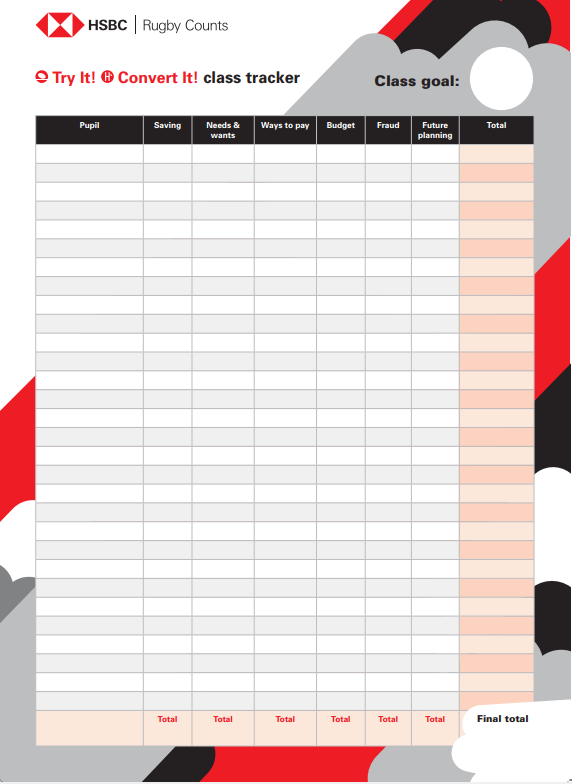 HSBC Rugby Counts
Try It! Convert It! class tracker
Class goal:
Pupil Saving Needs & wants Ways to pay Budget Fraud Future planning Total
Total Total Total Total Total Total Final total